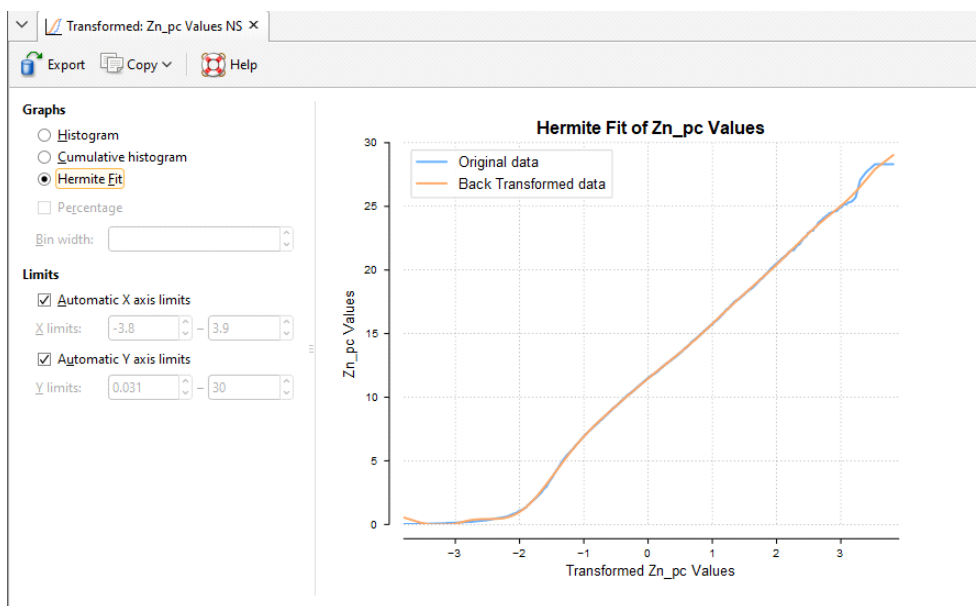 Transformed: Zn_pc Values NS ×
Export Copy Help
Graphs
Histogram
Cumulative histogram
Hermite Fit
Percentage
Bin width:
Limits
Automatic X axis limits
X limits: -3.8 – 3.9
Automatic Y axis limits
Y limits: 0.031 – 30
Hermite Fit of Zn_pc Values
Original data
Back Transformed data
30
25
20
15
10
5
0
Zn_pc Values
−3 −2 −1 0 1 2 3
Transformed Zn_pc Values